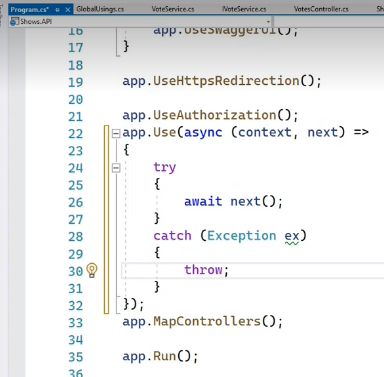 Program.cs* GlobalUsings.cs VoteService.cs IVoteService.cs VotesController.cs
Shows.API
16 app.UseSwaggerUI();
17 }
18
19 app.UseHttpsRedirection();
20
21 app.UseAuthorization();
22 app.Use(async (context, next) =>
23 {
24 try
25 {
26 await next();
27 }
28 catch (Exception ex)
29 {
30 throw;
31 }
32 });
33 app.MapControllers();
34
35 app.Run();
36